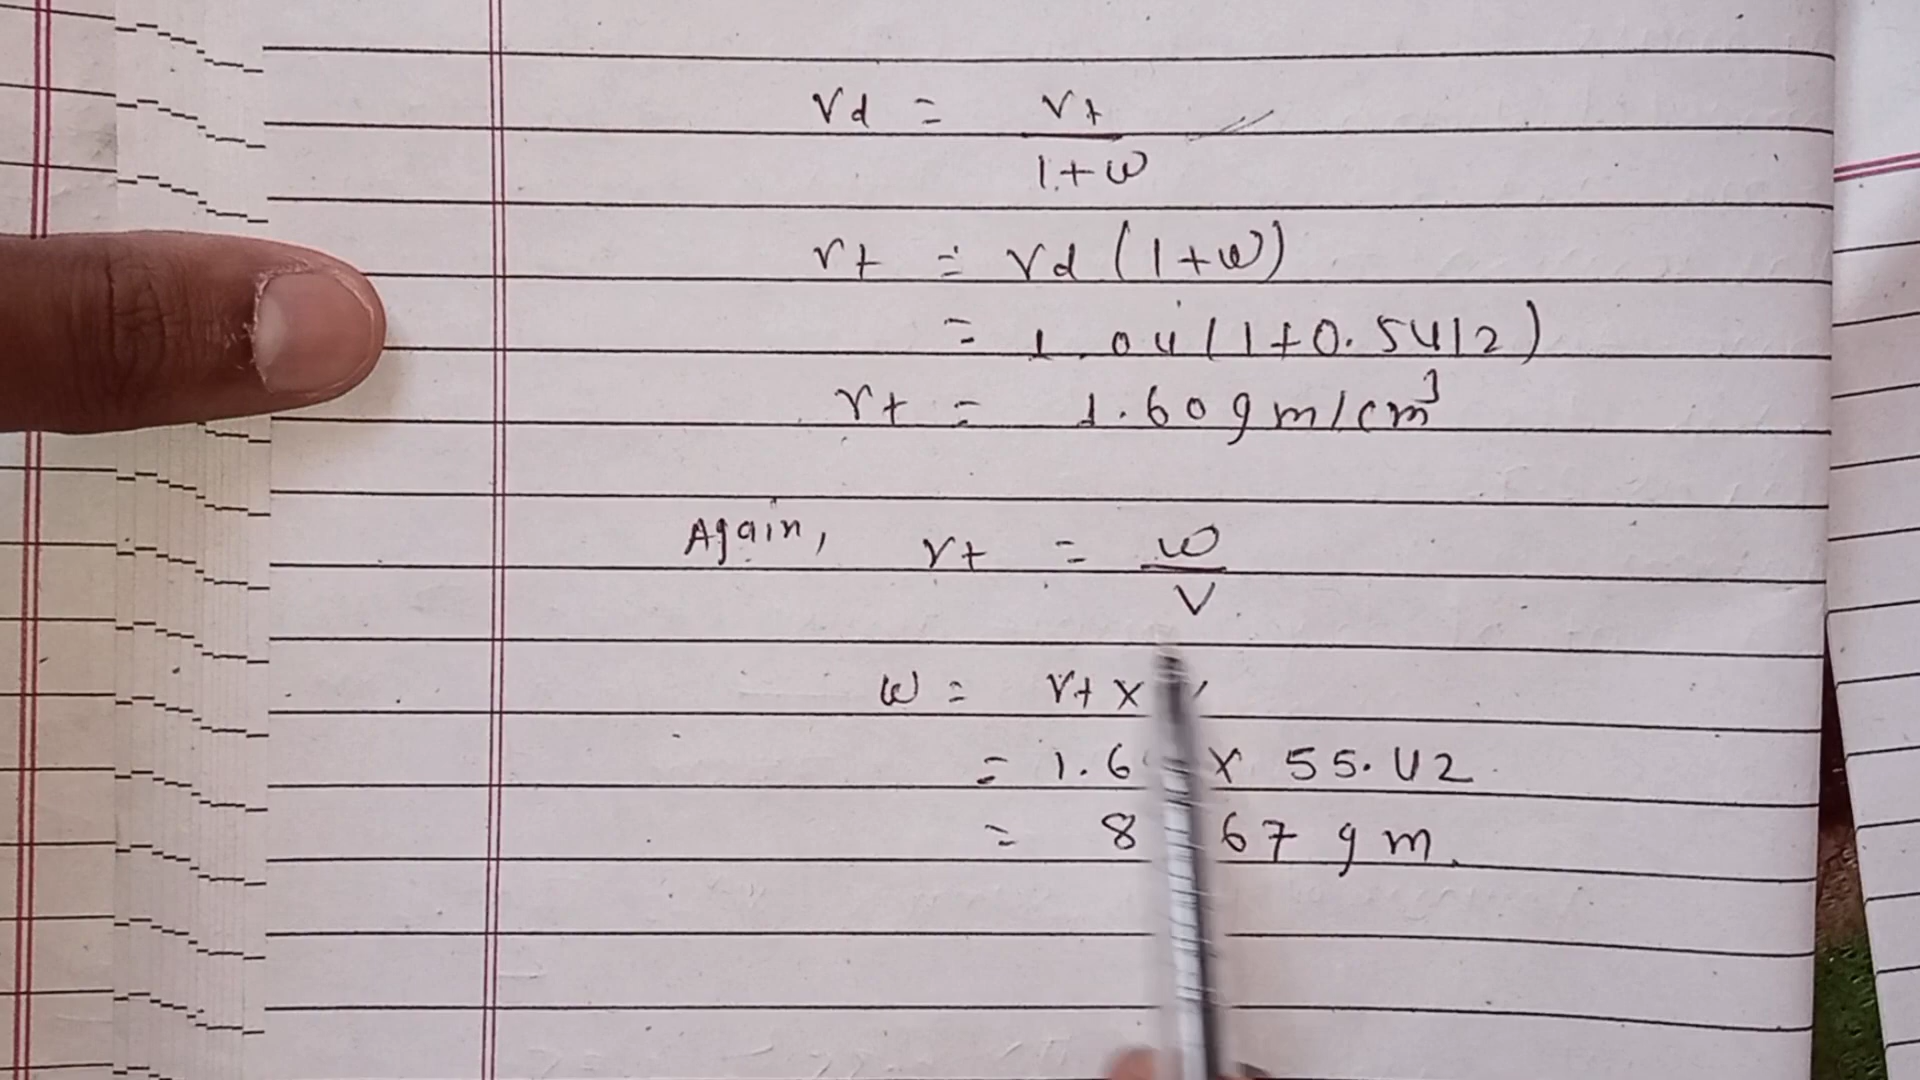 γd = γt / 1+w
γt = γd (1+w)
= 1.04 (1+0.5412)
γt = 1.60 gm/cm³
Again, γt = w / V
w = γt ×
= 1.6 × 55.42
= 8 67 gm.